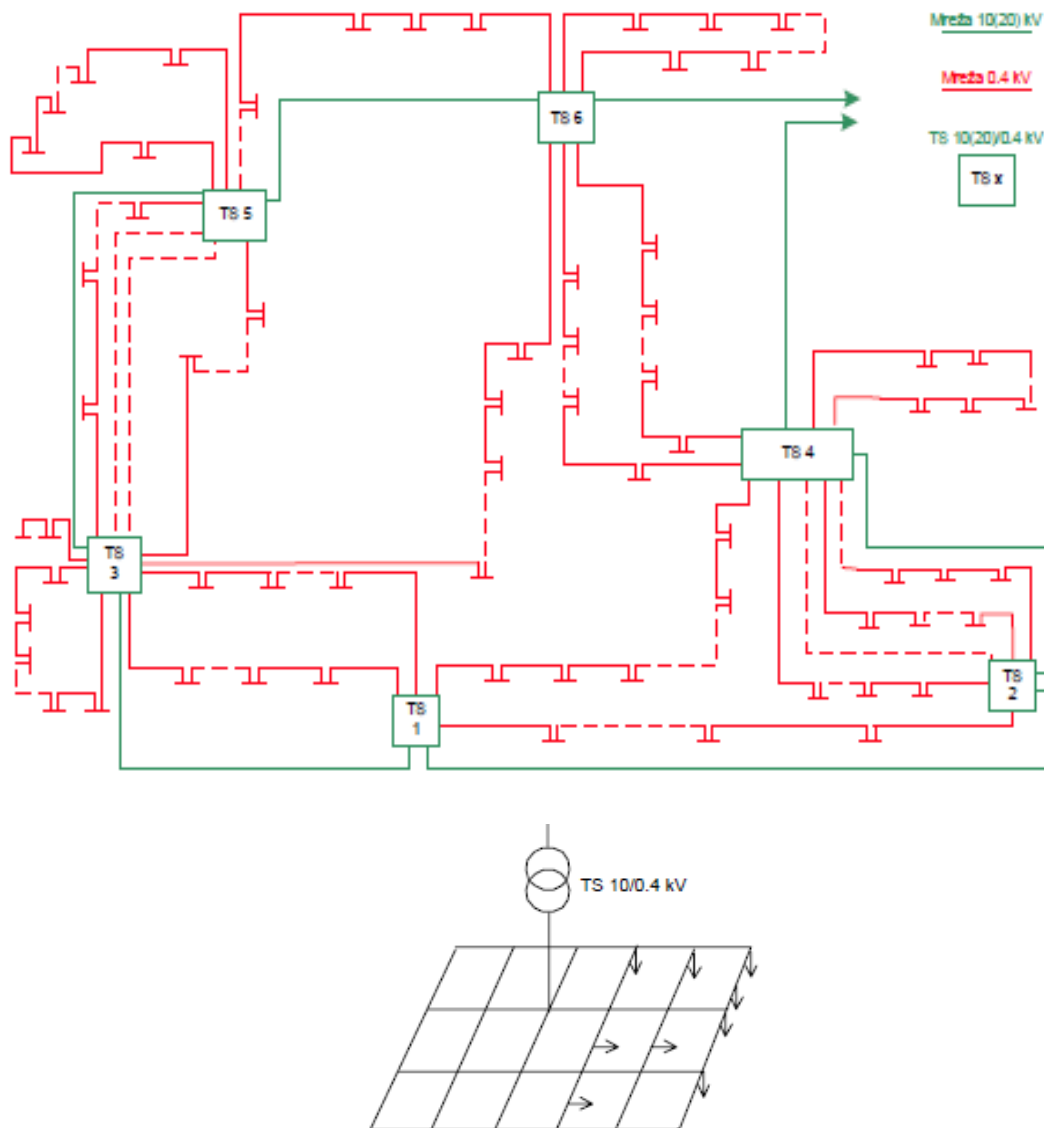 Mreža 10(20) kV
TS 6
Mreža 0.4 kV
TS 10(20)/0.4 kV
TS x
TS 5
TS 4
TS
3
TS
2
TS
1
TS 10/0.4 kV